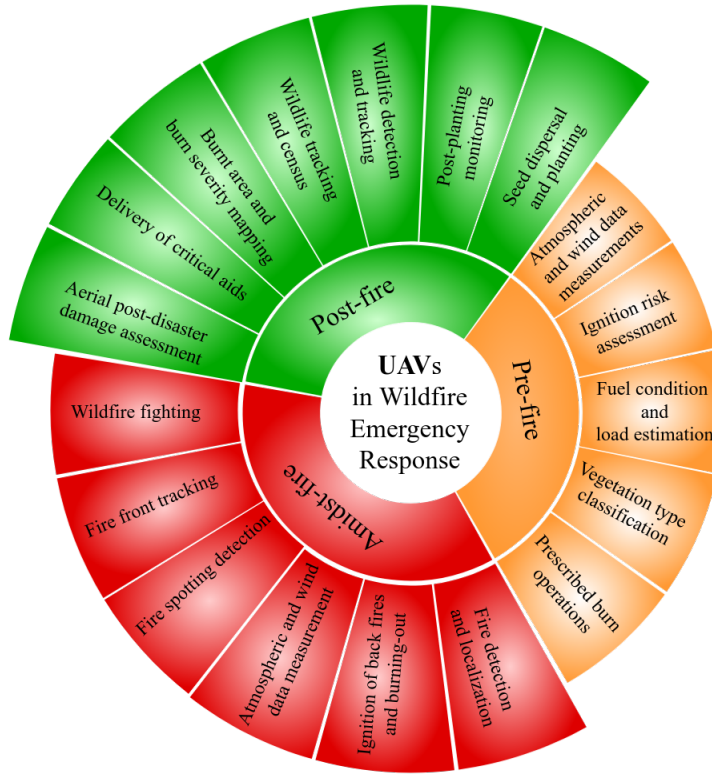 UAVs
in Wildfire
Emergency
Response
Pre-fire
Atmospheric
and wind data
measurements
Ignition risk
assessment
Fuel condition
and
load estimation
Vegetation type
classification
Prescribed burn
operations
Amidst-fire
Fire detection
and localization
Ignition of back fires
and burning-out
Atmospheric and wind
data measurement
Fire spotting detection
Fire front tracking
Wildfire fighting
Post-fire
Aerial post-disaster
damage assessment
Delivery of critical aids
Burnt area and
burn severity mapping
Wildlife tracking
and census
Wildlife detection
and tracking
Post-planting
monitoring
Seed dispersal
and planting